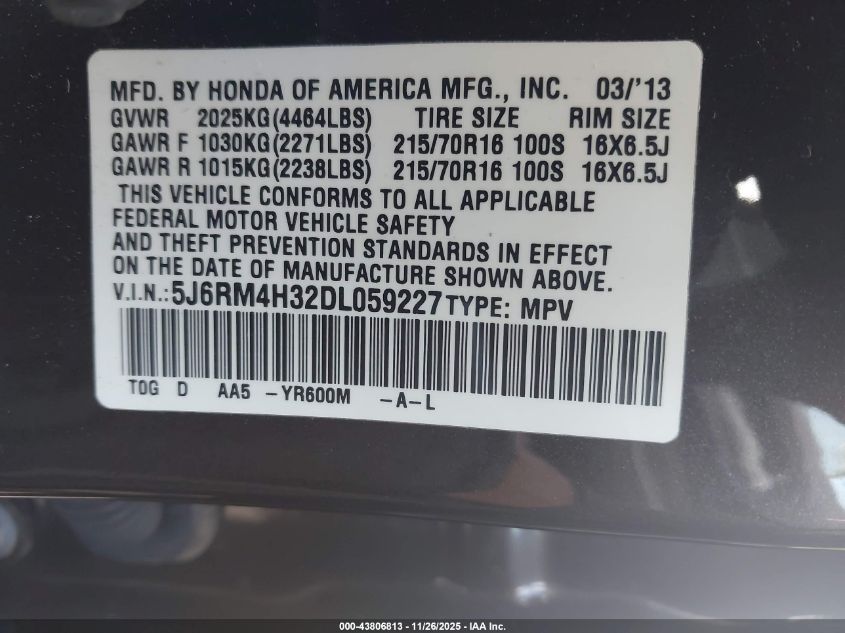 MFD. BY HONDA OF AMERICA MFG., INC. 03/'13
GVWR 2025KG(4464LBS) TIRE SIZE RIM SIZE
GAWR F 1030KG(2271LBS) 215/70R16 100S 16X6.5J
GAWR R 1015KG(2238LBS) 215/70R16 100S 16X6.5J
THIS VEHICLE CONFORMS TO ALL APPLICABLE
FEDERAL MOTOR VEHICLE SAFETY
AND THEFT PREVENTION STANDARDS IN EFFECT
ON THE DATE OF MANUFACTURE SHOWN ABOVE.
V.I.N.:5J6RM4H32DL059227 TYPE: MPV
TOG D AA5 -YR600M -A-L
000-43806813 - 11/26/2025 - IAA Inc.